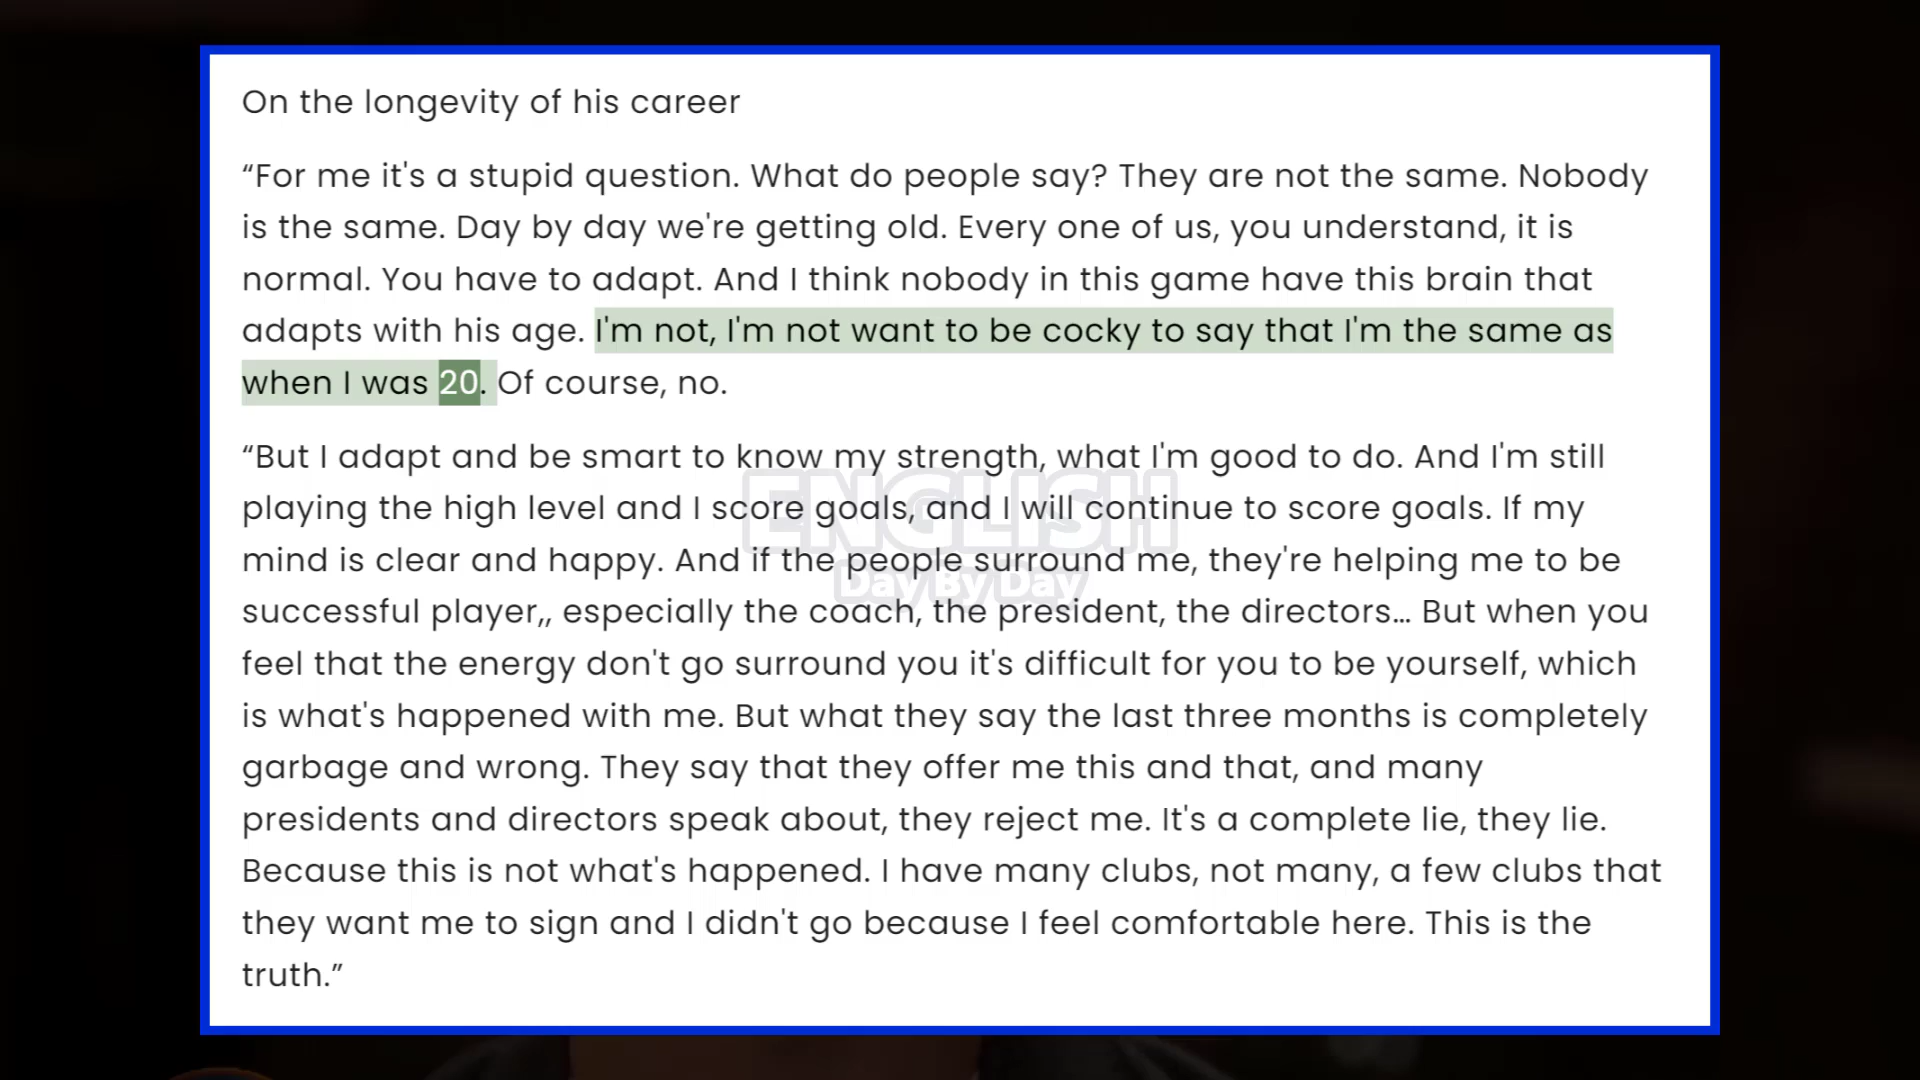 On the longevity of his career
“For me it's a stupid question. What do people say? They are not the same. Nobody
is the same. Day by day we're getting old. Every one of us, you understand, it is
normal. You have to adapt. And I think nobody in this game have this brain that
adapts with his age. I'm not, I'm not want to be cocky to say that I'm the same as
when I was 20. Of course, no.
“But I adapt and be smart to know my strength, what I'm good to do. And I'm still
playing the high level and I score goals, and I will continue to score goals. If my
mind is clear and happy. And if the people surround me, they're helping me to be
successful player,, especially the coach, the president, the directors... But when you
feel that the energy don't go surround you it's difficult for you to be yourself, which
is what's happened with me. But what they say the last three months is completely
garbage and wrong. They say that they offer me this and that, and many
presidents and directors speak about, they reject me. It's a complete lie, they lie.
Because this is not what's happened. I have many clubs, not many, a few clubs that
they want me to sign and I didn't go because I feel comfortable here. This is the
truth.”
ENGLISH
Day By Day